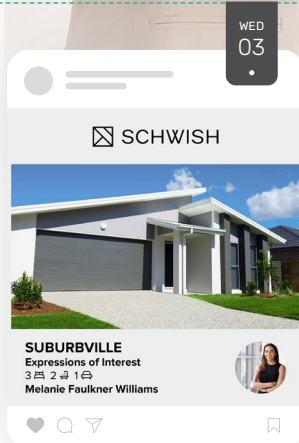 WED
03
SCHWISH
SUBURBVILLE
Expressions of Interest
3 2 1
Melanie Faulkner Williams